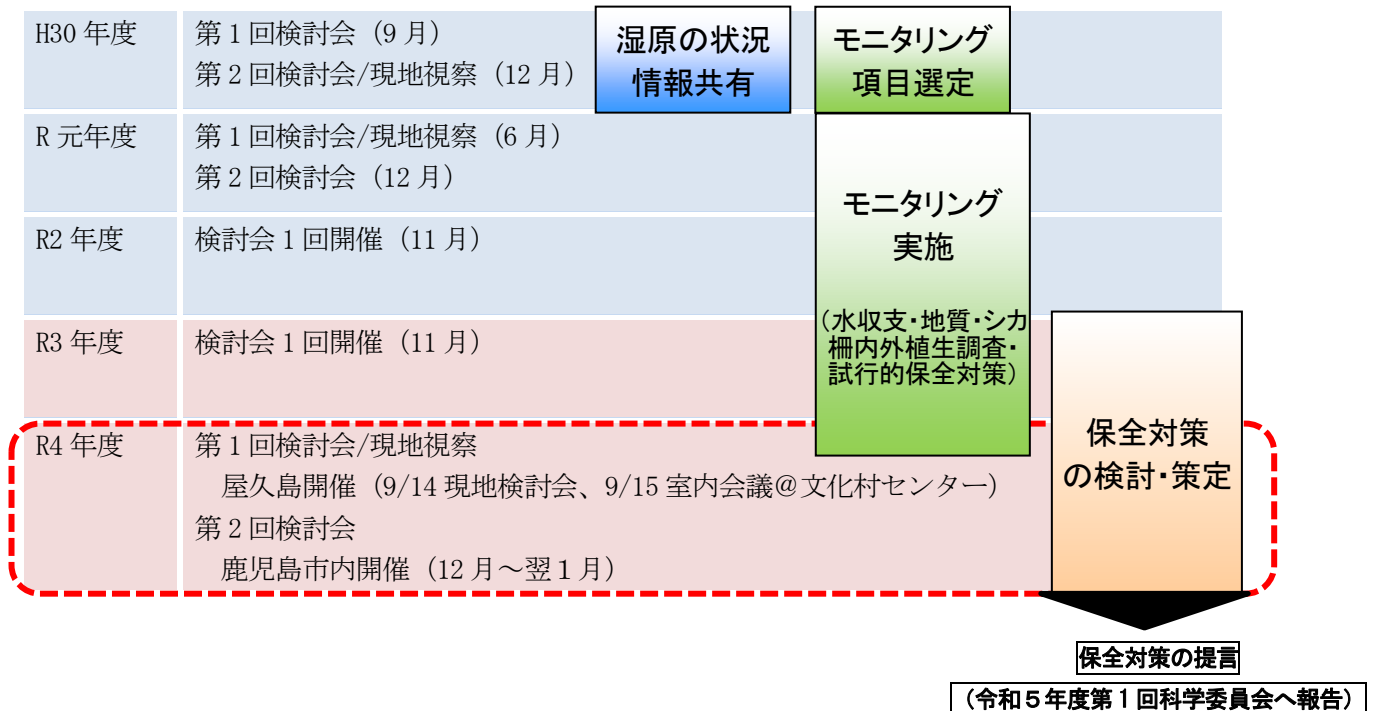 H30 年度
第 1 回検討会（9 月）
第 2 回検討会/現地視察（12 月）
湿原の状況
情報共有
モニタリング
項目選定
R 元年度
第 1 回検討会/現地視察（6 月）
第 2 回検討会（12 月）
モニタリング
実施
（水収支・地質・シカ
柵内外植生調査・
試行的保全対策）
R2 年度
検討会 1 回開催（11 月）
R3 年度
検討会 1 回開催（11 月）
保全対策
の検討・策定
R4 年度
第 1 回検討会/現地視察
屋久島開催（9/14 現地検討会、9/15 室内会議@文化村センター）
第 2 回検討会
鹿児島市内開催（12 月～翌１月）
保全対策の提言
（令和５年度第１回科学委員会へ報告）